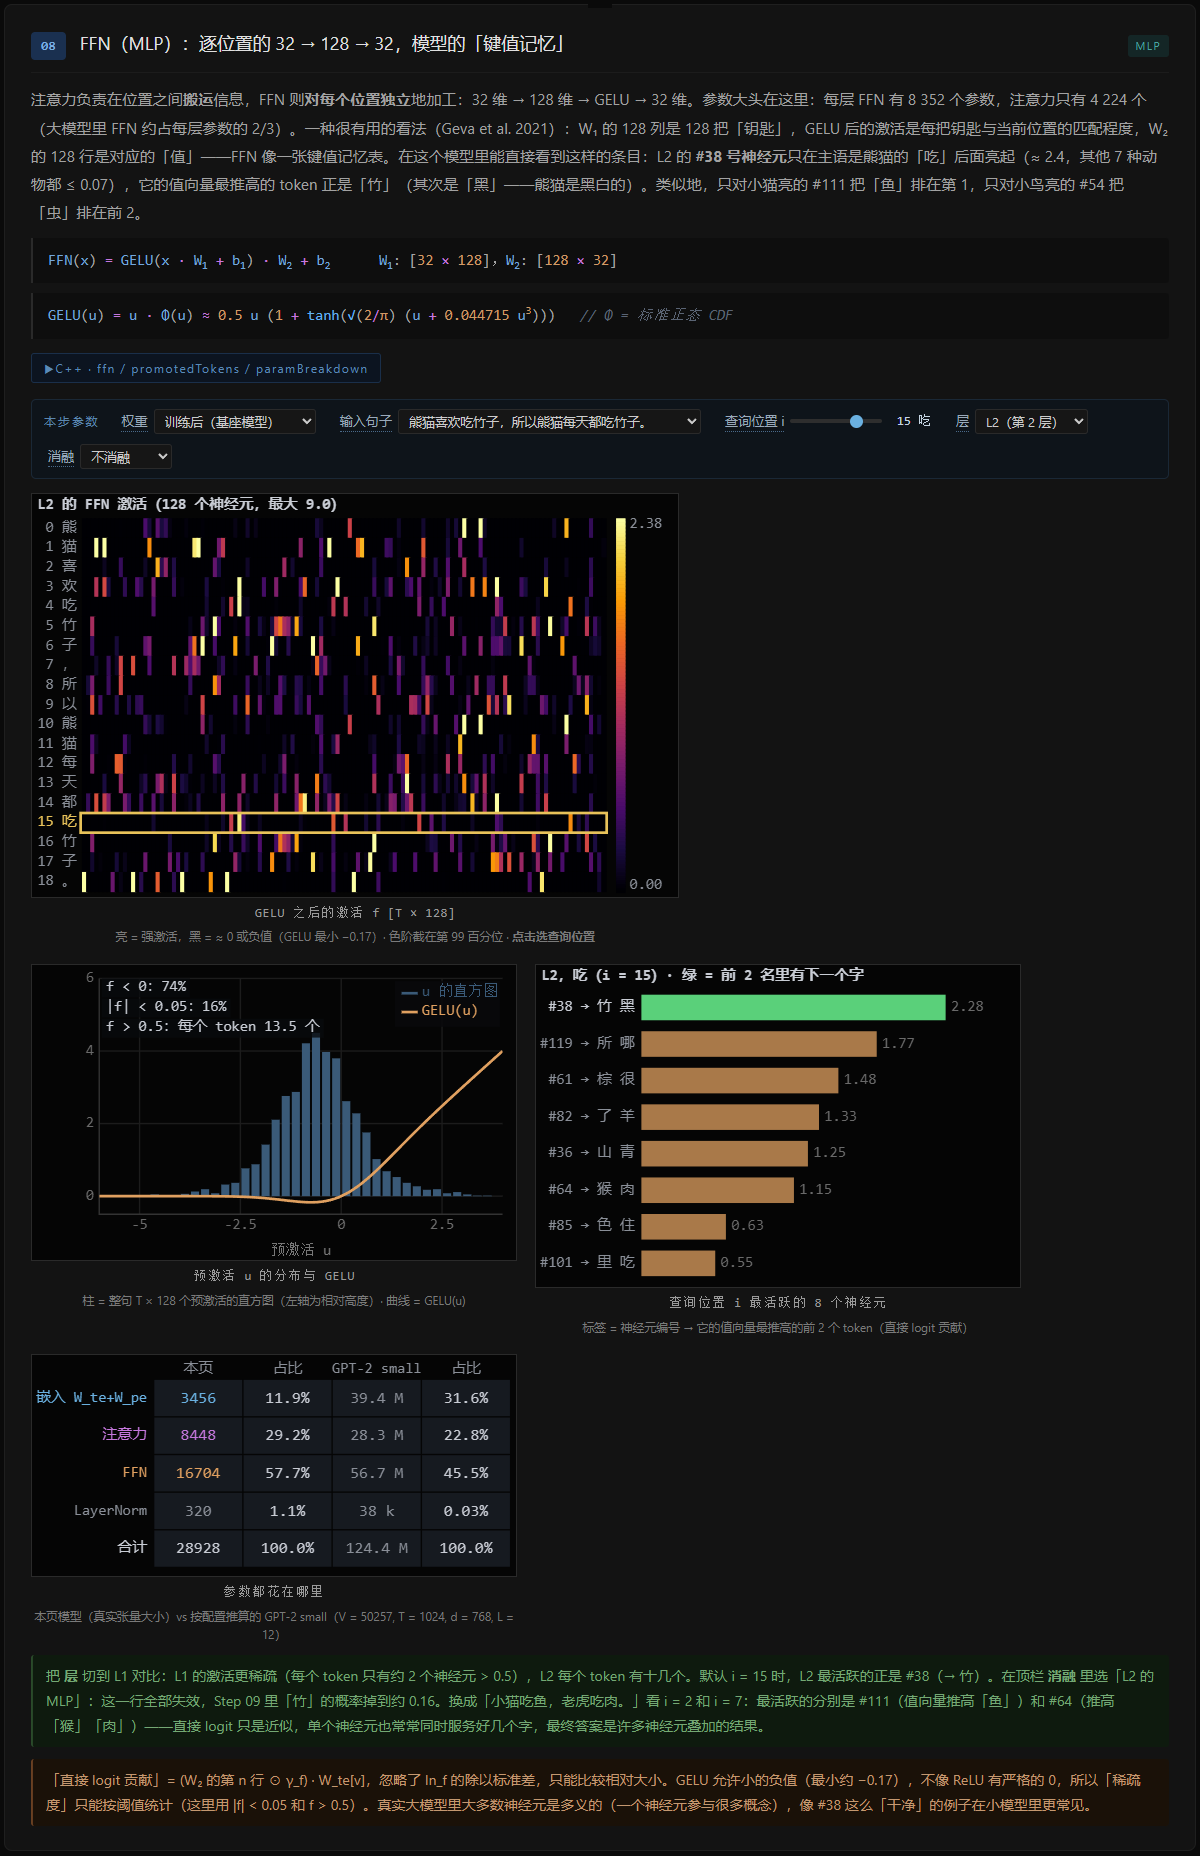 08 FFN（MLP）：逐位置的 32 → 128 → 32，模型的「键值记忆」 MLP
注意力负责在位置之间搬运信息，FFN 则对每个位置独立地加工：32 维 → 128 维 → GELU → 32 维。参数大头在这里：每层 FFN 有 8 352 个参数，注意力只有 4 224 个
（大模型里 FFN 约占每层参数的 2/3）。一种很有用的看法（Geva et al. 2021）：W₁ 的 128 列是 128 把「钥匙」，GELU 后的激活是每把钥匙与当前位置的匹配程度，W₂
的 128 行是对应的「值」——FFN 像一张键值记忆表。在这个模型里能直接看到这样的条目：L2 的 #38 号神经元只在主语是熊猫的「吃」后面亮起（≈ 2.4，其他 7 种动
物都 ≤ 0.07），它的值向量最推高的 token 正是「竹」（其次是「黑」——熊猫是黑白的）。类似地，只对小猫亮的 #111 把「鱼」排在第 1，只对小鸟亮的 #54 把
「虫」排在前 2。
FFN(x) = GELU(x · W₁ + b₁) · W₂ + b₂ W₁: [32 × 128], W₂: [128 × 32]
GELU(u) = u · Φ(u) ≈ 0.5 u (1 + tanh(√(2/π) (u + 0.044715 u³))) // Φ = 标准正态 CDF
▶C++ · ffn / promotedTokens / paramBreakdown
本步参数 权重 训练后（基座模型） 输入句子 熊猫喜欢吃竹子，所以熊猫每天都吃竹子。 查询位置 i 15 吃 层 L2（第 2 层）
消融 不消融
L2 的 FFN 激活（128 个神经元，最大 9.0）
2.38
0 熊
1 猫
2 喜
3 欢
4 吃
5 竹
6 子
7 ，
8 所
9 以
10 熊
11 猫
12 每
13 天
14 都
15 吃
16 竹
17 子
18 。
0.00
GELU 之后的激活 f [T × 128]
亮 = 强激活，黑 = ≈ 0 或负值（GELU 最小 −0.17）· 色阶截在第 99 百分位 · 点击选查询位置
f < 0: 74%
|f| < 0.05: 16%
f > 0.5: 每个 token 13.5 个
u 的直方图
GELU(u)
6
4
2
0
-5 -2.5 0 2.5
预激活 u
预激活 u 的分布与 GELU
柱 = 整句 T × 128 个预激活的直方图（左轴为相对高度）· 曲线 = GELU(u)
L2，吃 (i = 15) · 绿 = 前 2 名里有下一个字
#38 → 竹 黑 2.28
#119 → 所 哪 1.77
#61 → 棕 很 1.48
#82 → 了 羊 1.33
#36 → 山 青 1.25
#64 → 猴 肉 1.15
#85 → 色 住 0.63
#101 → 里 吃 0.55
查询位置 i 最活跃的 8 个神经元
标签 = 神经元编号 → 它的值向量最推高的前 2 个 token（直接 logit 贡献）
本页 占比 GPT-2 small 占比
嵌入 W_te+W_pe 3456 11.9% 39.4 M 31.6%
注意力 8448 29.2% 28.3 M 22.8%
FFN 16704 57.7% 56.7 M 45.5%
LayerNorm 320 1.1% 38 k 0.03%
合计 28928 100.0% 124.4 M 100.0%
参数都花在哪里
本页模型（真实张量大小）vs 按配置推算的 GPT-2 small（V = 50257, T = 1024, d = 768, L =
12）
把 层 切到 L1 对比：L1 的激活更稀疏（每个 token 只有约 2 个神经元 > 0.5），L2 每个 token 有十几个。默认 i = 15 时，L2 最活跃的正是 #38（→ 竹）。在顶栏 消融 里选「L2 的
MLP」：这一行全部失效，Step 09 里「竹」的概率掉到约 0.16。换成「小猫吃鱼，老虎吃肉。」看 i = 2 和 i = 7：最活跃的分别是 #111（值向量推高「鱼」）和 #64（推高
「猴」「肉」）——直接 logit 只是近似，单个神经元也常常同时服务好几个字，最终答案是许多神经元叠加的结果。
「直接 logit 贡献」= (W₂ 的第 n 行 ⊙ γ_f) · W_te[v]，忽略了 ln_f 的除以标准差，只能比较相对大小。GELU 允许小的负值（最小约 −0.17），不像 ReLU 有严格的 0，所以「稀疏
度」只能按阈值统计（这里用 |f| < 0.05 和 f > 0.5）。真实大模型里大多数神经元是多义的（一个神经元参与很多概念），像 #38 这么「干净」的例子在小模型里更常见。